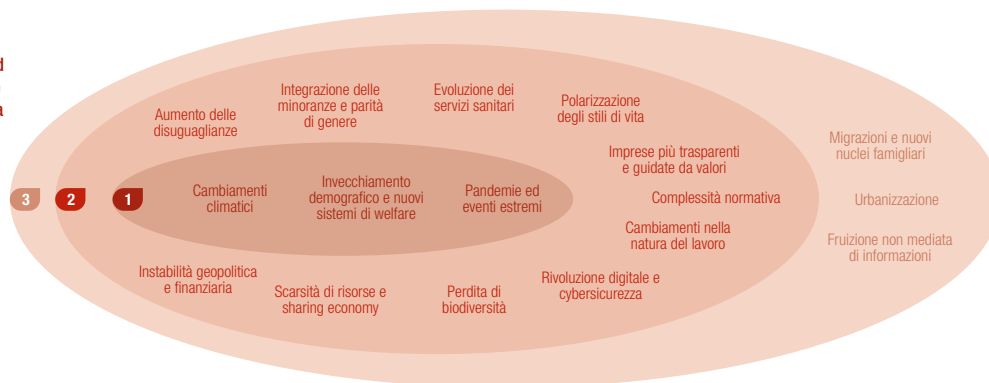 Integrazione delle
minoranze e parità
di genere
Evoluzione dei
servizi sanitari
Aumento delle
disuguaglianze
Polarizzazione
degli stili di vita
Migrazioni e nuovi
nuclei famigliari
Imprese più trasparenti
e guidate da valori
3
2
1
Cambiamenti
climatici
Invecchiamento
demografico e nuovi
sistemi di welfare
Pandemie ed
eventi estremi
Complessità normativa
Urbanizzazione
Cambiamenti nella
natura del lavoro
Fruizione non mediata
di informazioni
Instabilità geopolitica
e finanziaria
Scarsità di risorse e
sharing economy
Perdita di
biodiversità
Rivoluzione digitale e
cybersicurezza